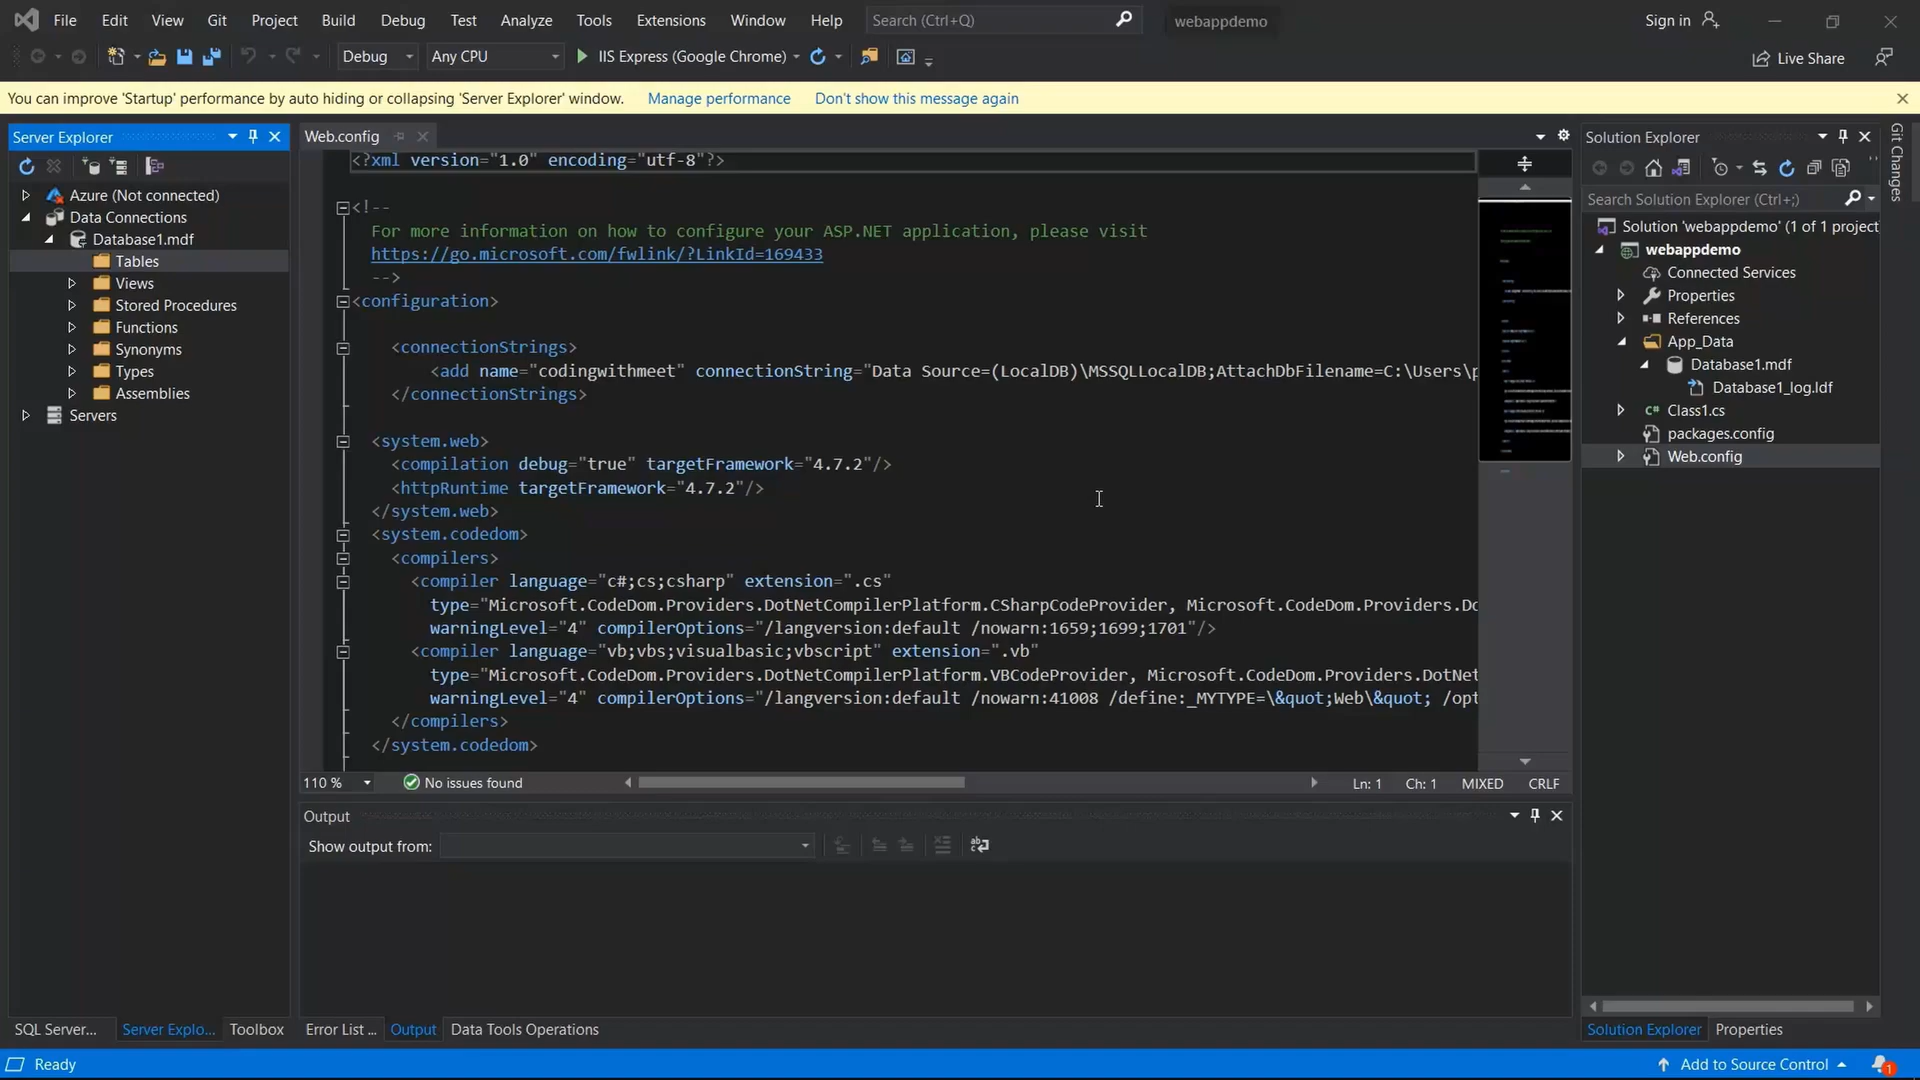 File Edit View Git Project Build Debug Test Analyze Tools Extensions Window Help Search (Ctrl+Q) webappdemo Sign in
Debug Any CPU IIS Express (Google Chrome) Live Share
You can improve 'Startup' performance by auto hiding or collapsing 'Server Explorer' window. Manage performance Don't show this message again
Server Explorer
Azure (Not connected)
Data Connections
Database1.mdf
Tables
Views
Stored Procedures
Functions
Synonyms
Types
Assemblies
Servers
SQL Server... Server Explo... Toolbox
Web.config
<?xml version="1.0" encoding="utf-8"?>
<!--
For more information on how to configure your ASP.NET application, please visit
https://go.microsoft.com/fwlink/?LinkId=169433
-->
<configuration>
<connectionStrings>
<add name="codingwithmeet" connectionString="Data Source=(LocalDB)\MSSQLLocalDB;AttachDbFilename=C:\Users\p
</connectionStrings>
<system.web>
<compilation debug="true" targetFramework="4.7.2"/>
<httpRuntime targetFramework="4.7.2"/>
</system.web>
<system.codedom>
<compilers>
<compiler language="c#;cs;csharp" extension=".cs"
type="Microsoft.CodeDom.Providers.DotNetCompilerPlatform.CSharpCodeProvider, Microsoft.CodeDom.Providers.Do
warningLevel="4" compilerOptions="/langversion:default /nowarn:1659;1699;1701"/>
<compiler language="vb;vbs;visualbasic;vbscript" extension=".vb"
type="Microsoft.CodeDom.Providers.DotNetCompilerPlatform.VBCodeProvider, Microsoft.CodeDom.Providers.DotNet
warningLevel="4" compilerOptions="/langversion:default /nowarn:41008 /define:_MYTYPE=\&quot;Web\&quot; /opt
</compilers>
</system.codedom>
110 % No issues found Ln: 1 Ch: 1 MIXED CRLF
Output
Show output from:
Error List ... Output Data Tools Operations
Solution Explorer
Search Solution Explorer (Ctrl+;)
Solution 'webappdemo' (1 of 1 project
webappdemo
Connected Services
Properties
References
App_Data
Database1.mdf
Database1_log.ldf
Class1.cs
packages.config
Web.config
Solution Explorer Properties
Git Changes
Ready Add to Source Control 1